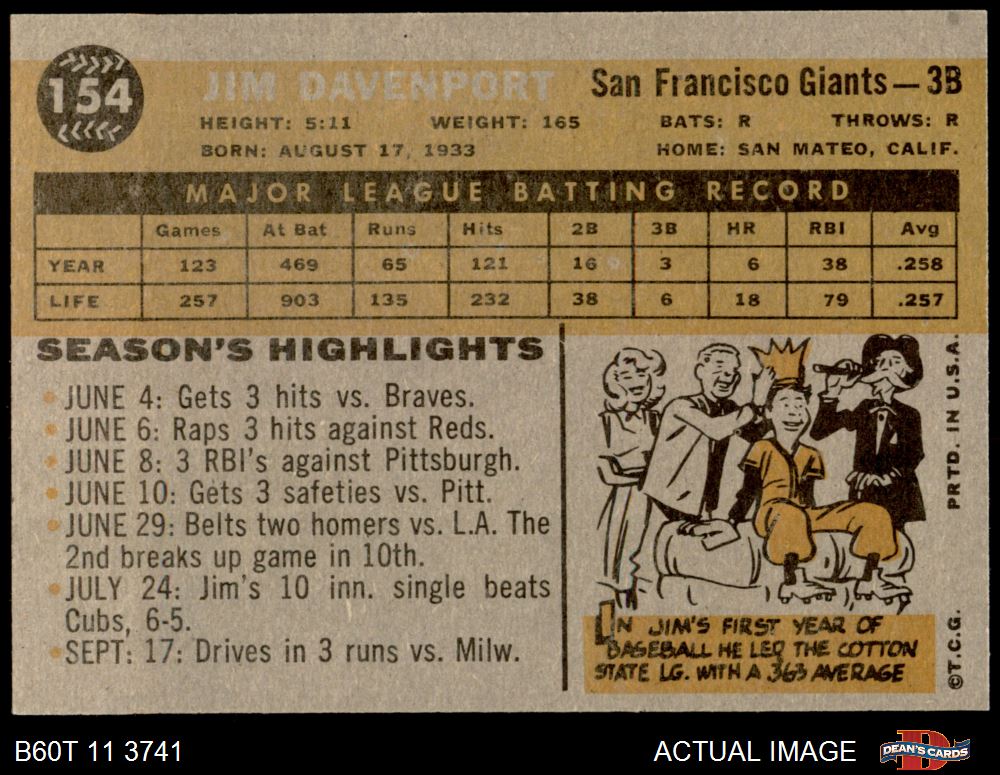 154
JIM DAVENPORT
San Francisco Giants — 3B
HEIGHT: 5:11 WEIGHT: 165 BATS: R THROWS: R
BORN: AUGUST 17, 1933 HOME: SAN MATEO, CALIF.
MAJOR LEAGUE BATTING RECORD
Games At Bat Runs Hits 2B 3B HR RBI Avg
YEAR 123 469 65 121 16 3 6 38 .258
LIFE 257 903 135 232 38 6 18 79 .257
SEASON'S HIGHLIGHTS
• JUNE 4: Gets 3 hits vs. Braves.
• JUNE 6: Raps 3 hits against Reds.
• JUNE 8: 3 RBI's against Pittsburgh.
• JUNE 10: Gets 3 safeties vs. Pitt.
• JUNE 29: Belts two homers vs. L.A. The
2nd breaks up game in 10th.
• JULY 24: Jim's 10 inn. single beats
Cubs, 6-5.
• SEPT: 17: Drives in 3 runs vs. Milw.
IN JIM'S FIRST YEAR OF
BASEBALL HE LED THE COTTON
STATE LG. WITH A .363 AVERAGE
©T.C.G. PRTD. IN U.S.A.
B60T 11 3741 ACTUAL IMAGE
DEAN'S CARDS